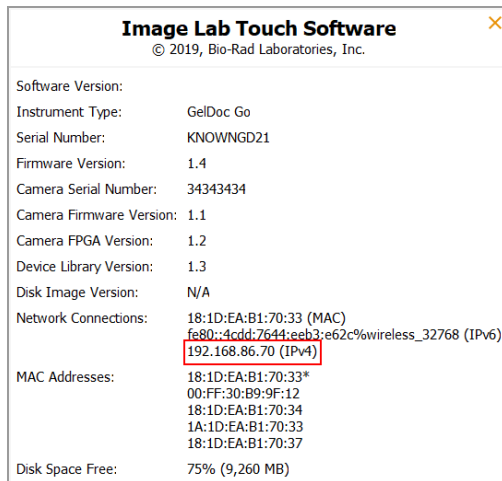 Image Lab Touch Software
© 2019, Bio-Rad Laboratories, Inc.
Software Version:
Instrument Type: GelDoc Go
Serial Number: KNOWNGD21
Firmware Version: 1.4
Camera Serial Number: 34343434
Camera Firmware Version: 1.1
Camera FPGA Version: 1.2
Device Library Version: 1.3
Disk Image Version: N/A
Network Connections: 18:1D:EA:B1:70:33 (MAC)
fe80::4cdd:7644:eeb3:e62c%wireless_32768 (IPv6)
192.168.86.70 (IPv4)
MAC Addresses: 18:1D:EA:B1:70:33*
00:FF:30:B9:9F:12
18:1D:EA:B1:70:34
1A:1D:EA:B1:70:33
18:1D:EA:B1:70:37
Disk Space Free: 75% (9,260 MB)